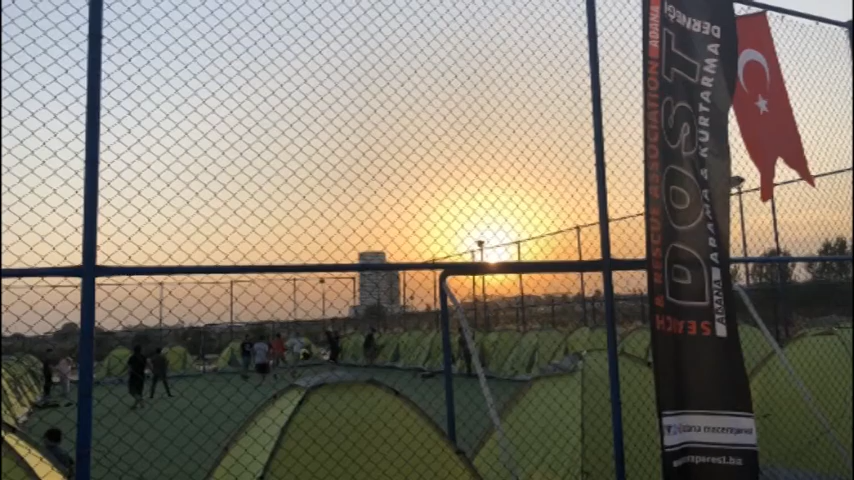 SEARCH & RESCUE ASSOCIATION ADANA
DOST
ADANA ARAMA & KURTARMA
DERNEĞİ